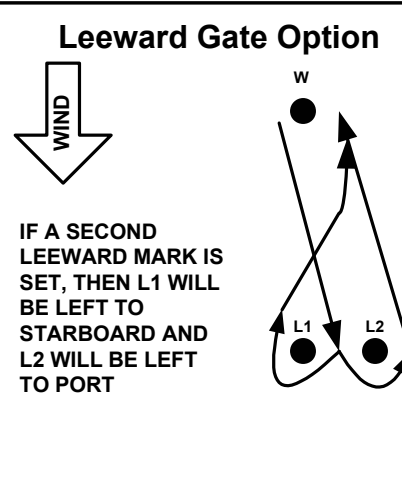 Leeward Gate Option
WIND
W
IF A SECOND
LEEWARD MARK IS
SET, THEN L1 WILL
BE LEFT TO
STARBOARD AND
L2 WILL BE LEFT
TO PORT
L1 L2